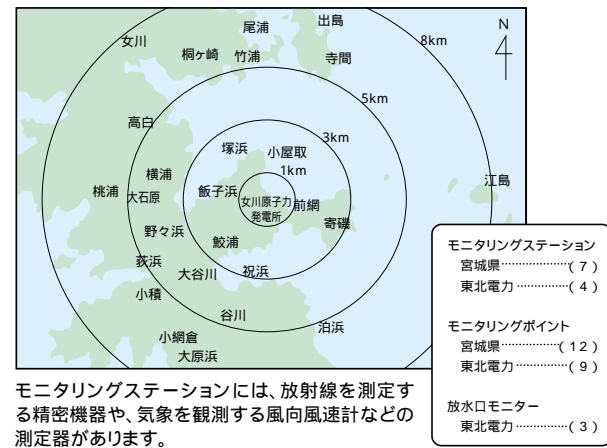 出島
尾浦
女川
N
8km
桐ヶ崎
竹浦
寺間
5km
高白
3km
塚浜
小屋取
1km
横浦
江島
桃浦
大石原
飯子浜
女川原子力
発電所
前網
寄磯
野々浜
鮫浦
荻浜
大谷川
祝浜
小積
谷川
泊浜
小網倉
大原浜
モニタリングステーション
宮城県………………(7)
東北電力……………(4)
モニタリングポイント
宮城県………………(12)
東北電力……………(9)
放水口モニター
東北電力……………(3)
モニタリングステーションには、放射線を測定す
る精密機器や、気象を観測する風向風速計などの
測定器があります。